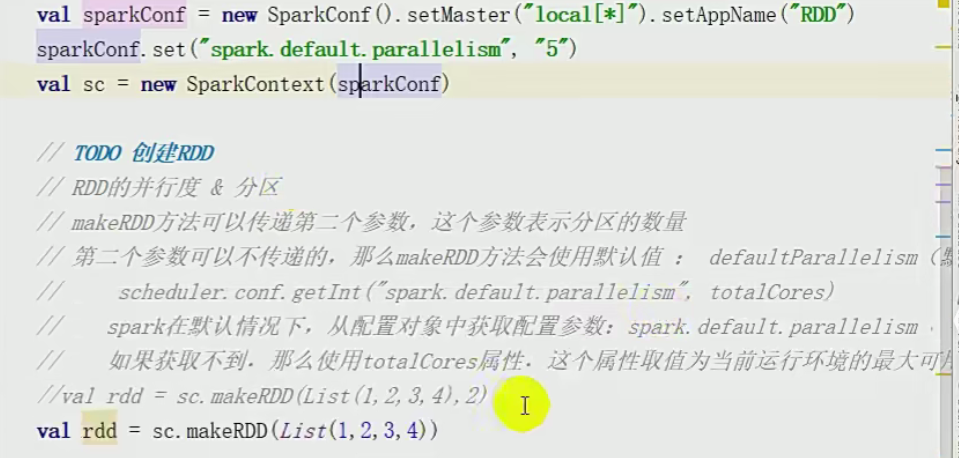 val sparkConf = new SparkConf().setMaster("local[*]").setAppName("RDD")
sparkConf.set("spark.default.parallelism", "5")
val sc = new SparkContext(sparkConf)
// TODO 创建RDD
// RDD的并行度 & 分区
// makeRDD方法可以传递第二个参数，这个参数表示分区的数量
// 第二个参数可以不传递的，那么makeRDD方法会使用默认值 ： defaultParallelism（
// scheduler.conf.getInt("spark.default.parallelism", totalCores)
// spark在默认情况下，从配置对象中获取配置参数：spark.default.parallelism
// 如果获取不到，那么使用totalCores属性，这个属性取值为当前运行环境的最大可
//val rdd = sc.makeRDD(List(1,2,3,4),2)
val rdd = sc.makeRDD(List(1,2,3,4))